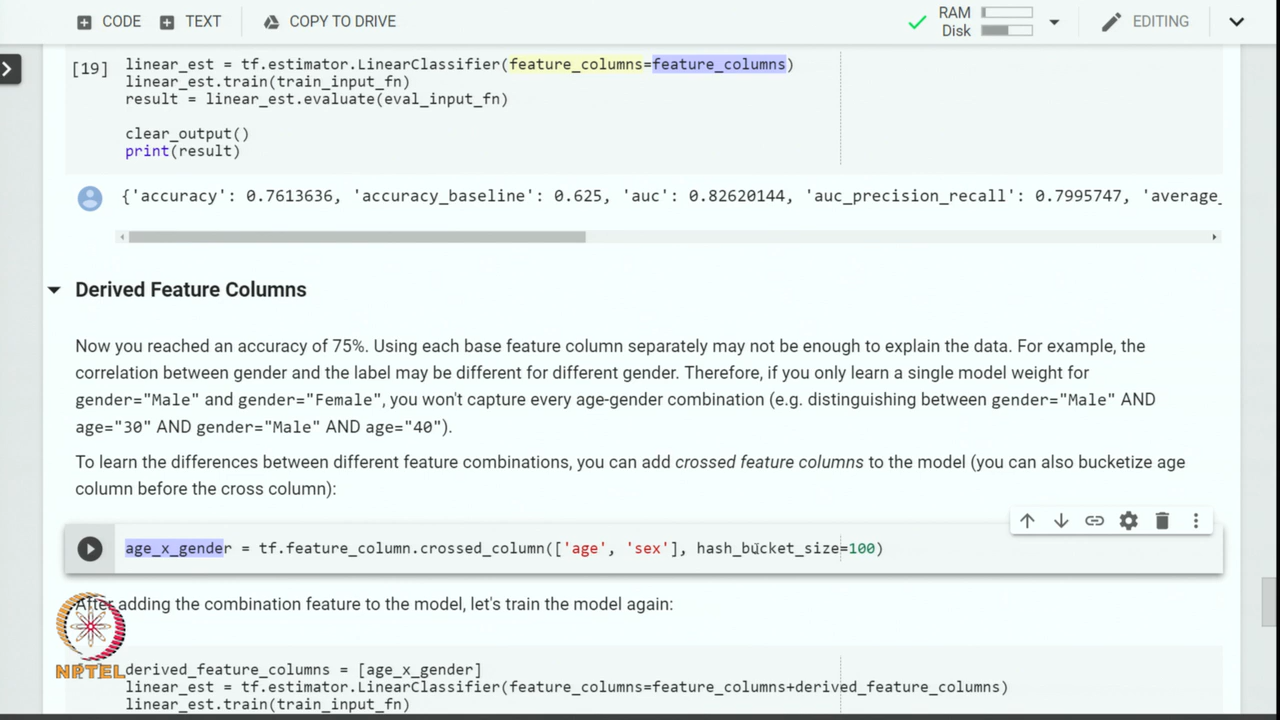 CODE TEXT COPY TO DRIVE RAM Disk EDITING
[19] linear_est = tf.estimator.LinearClassifier(feature_columns=feature_columns)
linear_est.train(train_input_fn)
result = linear_est.evaluate(eval_input_fn)
clear_output()
print(result)
{'accuracy': 0.7613636, 'accuracy_baseline': 0.625, 'auc': 0.82620144, 'auc_precision_recall': 0.7995747, 'average_
Derived Feature Columns
Now you reached an accuracy of 75%. Using each base feature column separately may not be enough to explain the data. For example, the
correlation between gender and the label may be different for different gender. Therefore, if you only learn a single model weight for
gender="Male" and gender="Female", you won't capture every age-gender combination (e.g. distinguishing between gender="Male" AND
age="30" AND gender="Male" AND age="40").
To learn the differences between different feature combinations, you can add crossed feature columns to the model (you can also bucketize age
column before the cross column):
age_x_gender = tf.feature_column.crossed_column(['age', 'sex'], hash_bucket_size=100)
After adding the combination feature to the model, let's train the model again:
NPTEL
derived_feature_columns = [age_x_gender]
linear_est = tf.estimator.LinearClassifier(feature_columns=feature_columns+derived_feature_columns)
linear_est.train(train_input_fn)